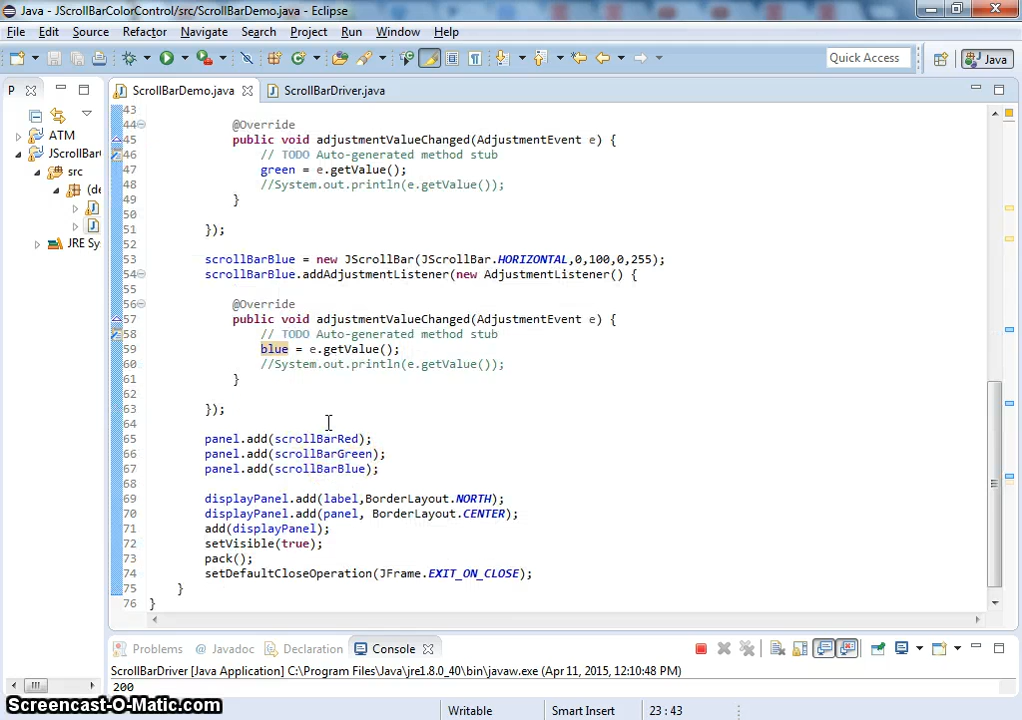 Java - JScrollBarColorControl/src/ScrollBarDemo.java - Eclipse
File Edit Source Refactor Navigate Search Project Run Window Help
Quick Access
Java
P
ScrollBarDemo.java
ScrollBarDriver.java
ATM
JScrollBar
src
(de
JRE Sy
43
44 @Override
45 public void adjustmentValueChanged(AdjustmentEvent e) {
46 // TODO Auto-generated method stub
47 green = e.getValue();
48 //System.out.println(e.getValue());
49 }
50
51 });
52
53 scrollBarBlue = new JScrollBar(JScrollBar.HORIZONTAL,0,100,0,255);
54 scrollBarBlue.addAdjustmentListener(new AdjustmentListener() {
55
56 @Override
57 public void adjustmentValueChanged(AdjustmentEvent e) {
58 // TODO Auto-generated method stub
59 blue = e.getValue();
60 //System.out.println(e.getValue());
61 }
62
63 });
64
65 panel.add(scrollBarRed);
66 panel.add(scrollBarGreen);
67 panel.add(scrollBarBlue);
68
69 displayPanel.add(label,BorderLayout.NORTH);
70 displayPanel.add(panel, BorderLayout.CENTER);
71 add(displayPanel);
72 setVisible(true);
73 pack();
74 setDefaultCloseOperation(JFrame.EXIT_ON_CLOSE);
75 }
76 }
Problems @ Javadoc Declaration Console
ScrollBarDriver [Java Application] C:\Program Files\Java\jre1.8.0_40\bin\javaw.exe (Apr 11, 2015, 12:10:48 PM)
200
Screencast-O-Matic.com
Writable Smart Insert 23 : 43